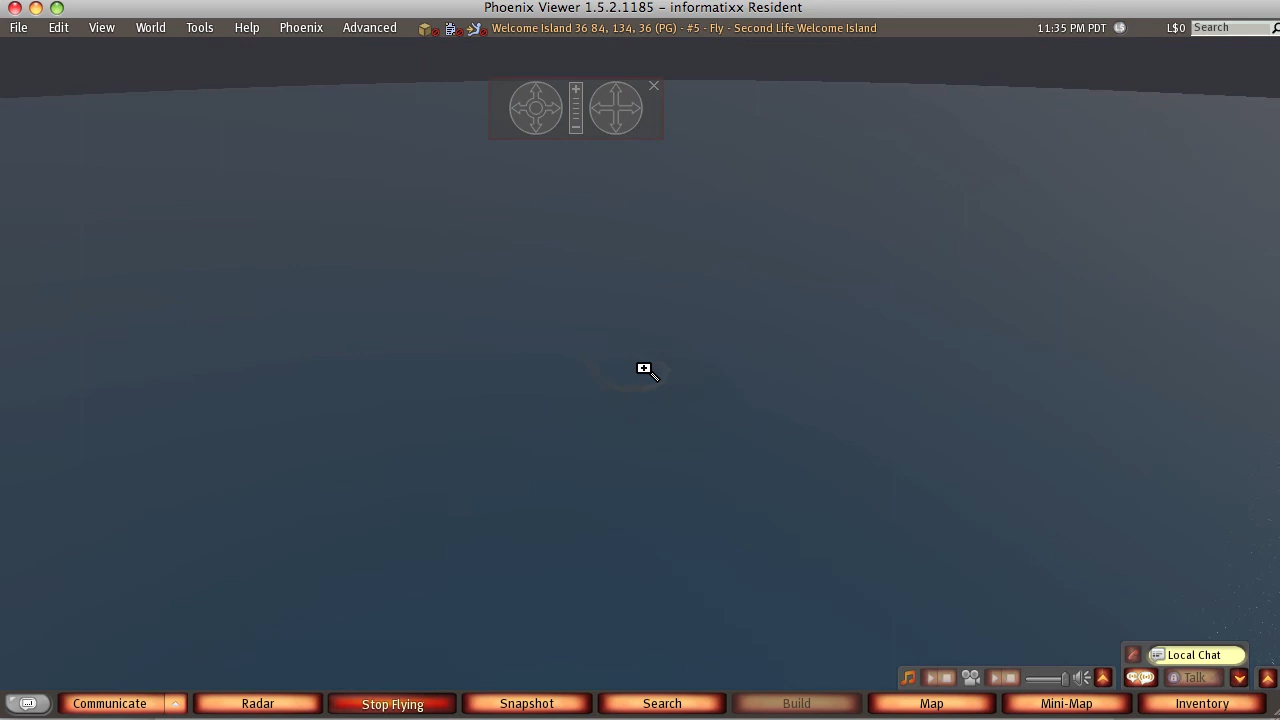 Phoenix Viewer 1.5.2.1185 – informatixx Resident
File Edit View World Tools Help Phoenix Advanced Welcome Island 36 84, 134, 36 (PG) - #5 - Fly - Second Life Welcome Island 11:35 PM PDT L$0 Search
Local Chat
Talk
Communicate Radar Stop Flying Snapshot Search Build Map Mini-Map Inventory